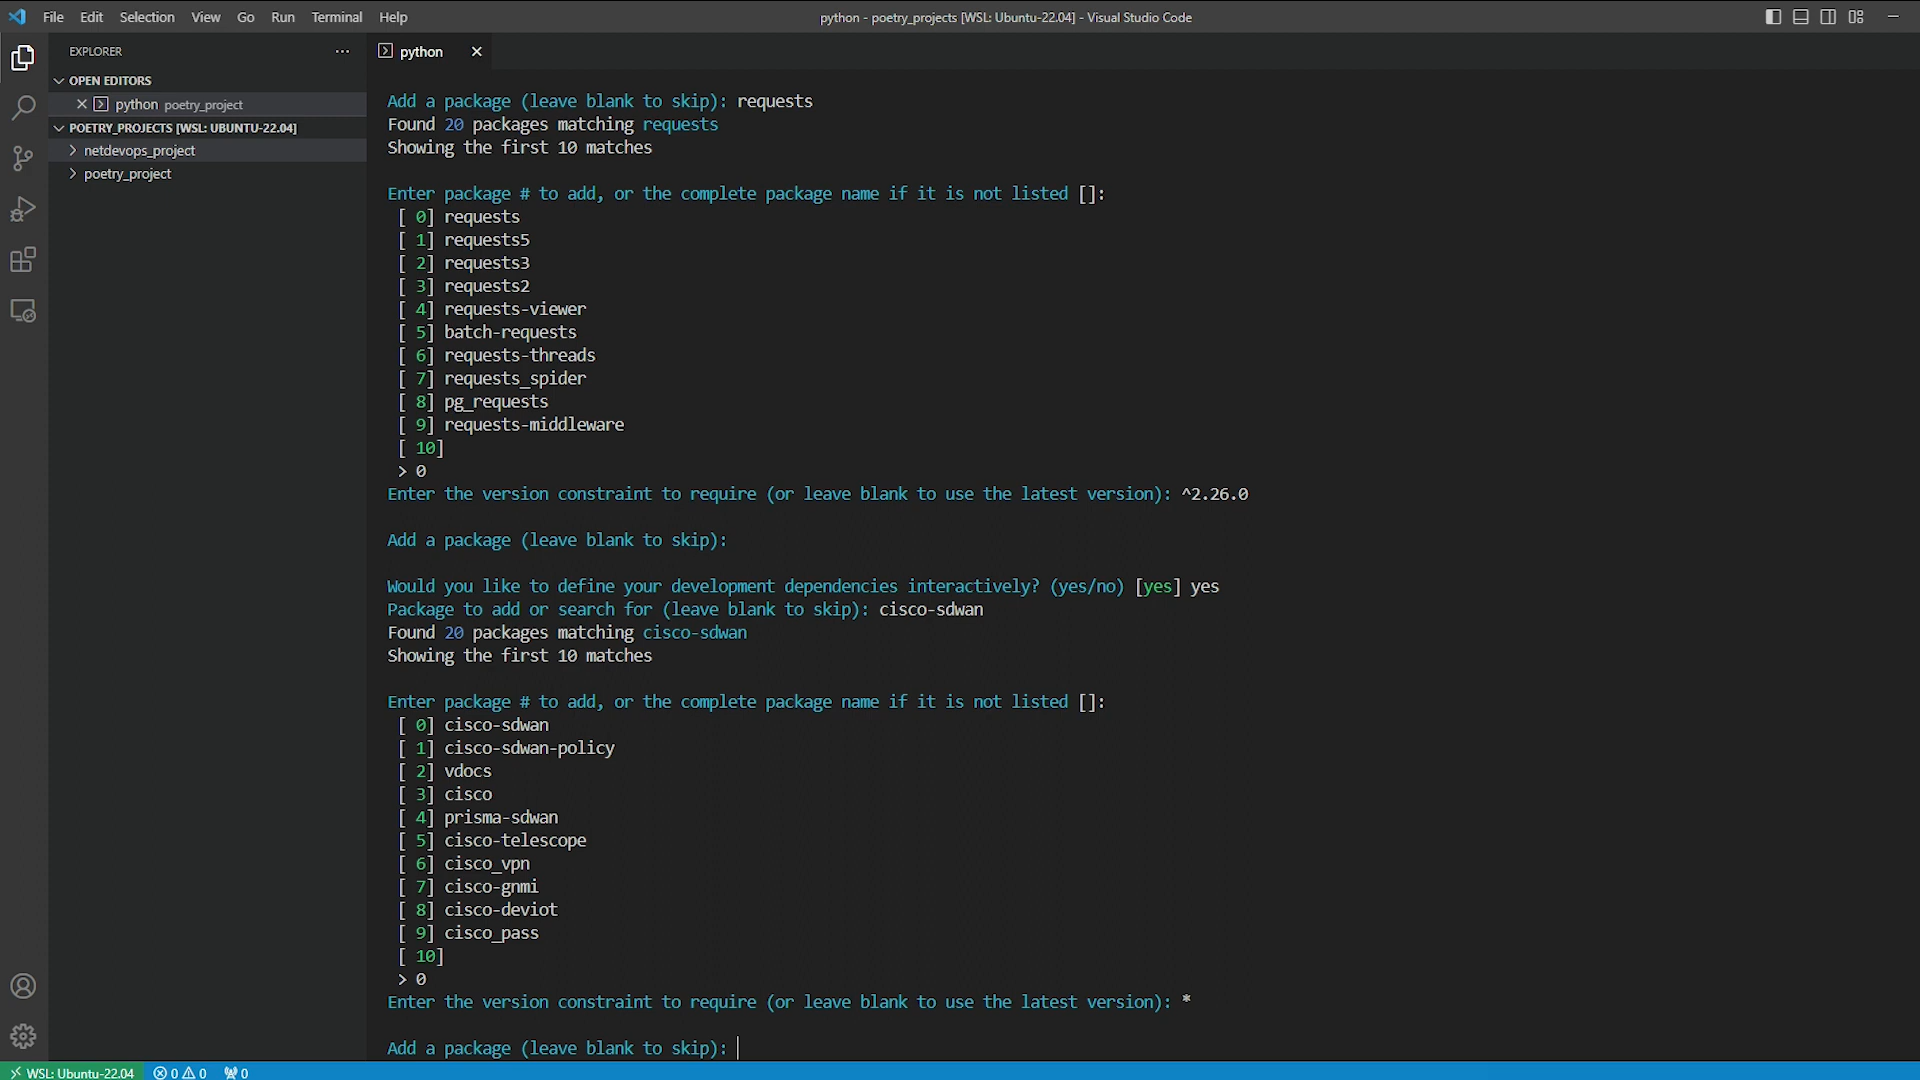 File Edit Selection View Go Run Terminal Help
python - poetry_projects [WSL: Ubuntu-22.04] - Visual Studio Code
EXPLORER
OPEN EDITORS
python poetry_project
POETRY_PROJECTS [WSL: UBUNTU-22.04]
netdevops_project
poetry_project
python
Add a package (leave blank to skip): requests
Found 20 packages matching requests
Showing the first 10 matches
Enter package # to add, or the complete package name if it is not listed []:
[ 0] requests
[ 1] requests5
[ 2] requests3
[ 3] requests2
[ 4] requests-viewer
[ 5] batch-requests
[ 6] requests-threads
[ 7] requests_spider
[ 8] pg_requests
[ 9] requests-middleware
[ 10]
> 0
Enter the version constraint to require (or leave blank to use the latest version): ^2.26.0
Add a package (leave blank to skip):
Would you like to define your development dependencies interactively? (yes/no) [yes] yes
Package to add or search for (leave blank to skip): cisco-sdwan
Found 20 packages matching cisco-sdwan
Showing the first 10 matches
Enter package # to add, or the complete package name if it is not listed []:
[ 0] cisco-sdwan
[ 1] cisco-sdwan-policy
[ 2] vdocs
[ 3] cisco
[ 4] prisma-sdwan
[ 5] cisco-telescope
[ 6] cisco_vpn
[ 7] cisco-gnmi
[ 8] cisco-deviot
[ 9] cisco_pass
[ 10]
> 0
Enter the version constraint to require (or leave blank to use the latest version): *
Add a package (leave blank to skip):
WSL: Ubuntu-22.04 0 0 0